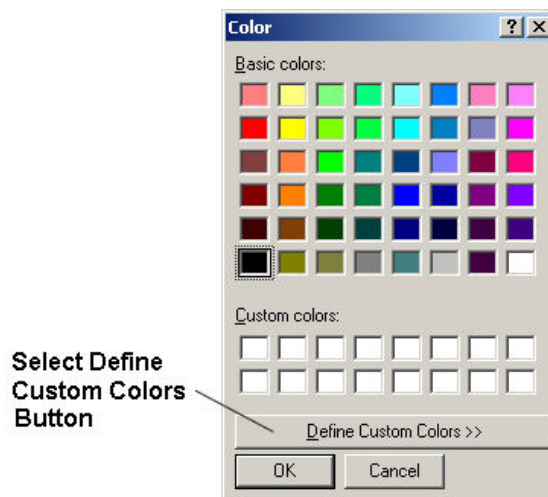 Color
Basic colors:
Custom colors:
Select Define
Custom Colors
Button
Define Custom Colors >>
OK Cancel